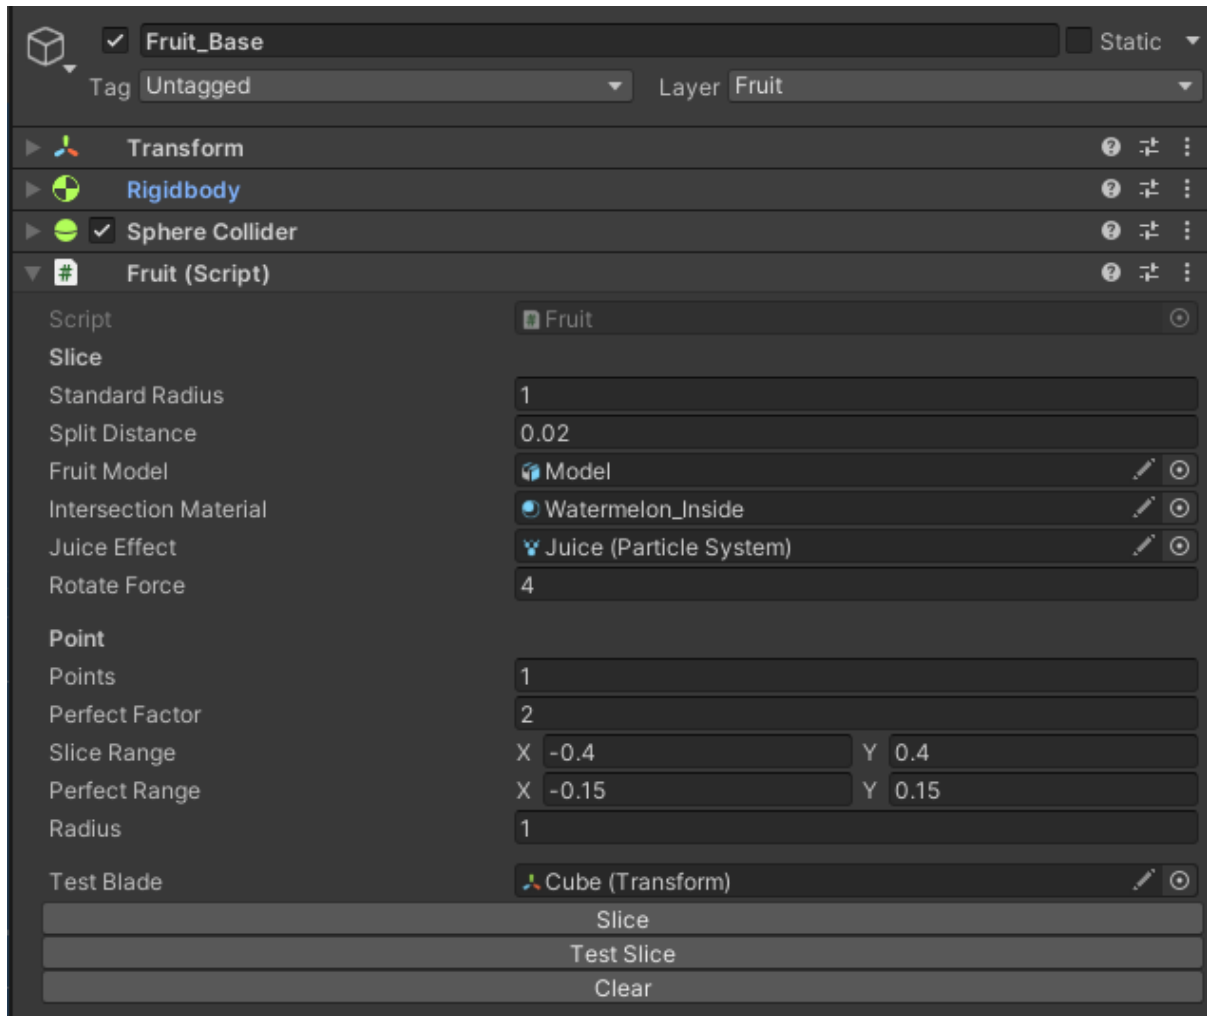 Fruit_Base Static
Tag Untagged Layer Fruit
Transform
Rigidbody
Sphere Collider
# Fruit (Script)
Script Fruit
Slice
Standard Radius 1
Split Distance 0.02
Fruit Model Model
Intersection Material Watermelon_Inside
Juice Effect Juice (Particle System)
Rotate Force 4
Point
Points 1
Perfect Factor 2
Slice Range X -0.4 Y 0.4
Perfect Range X -0.15 Y 0.15
Radius 1
Test Blade Cube (Transform)
Slice
Test Slice
Clear